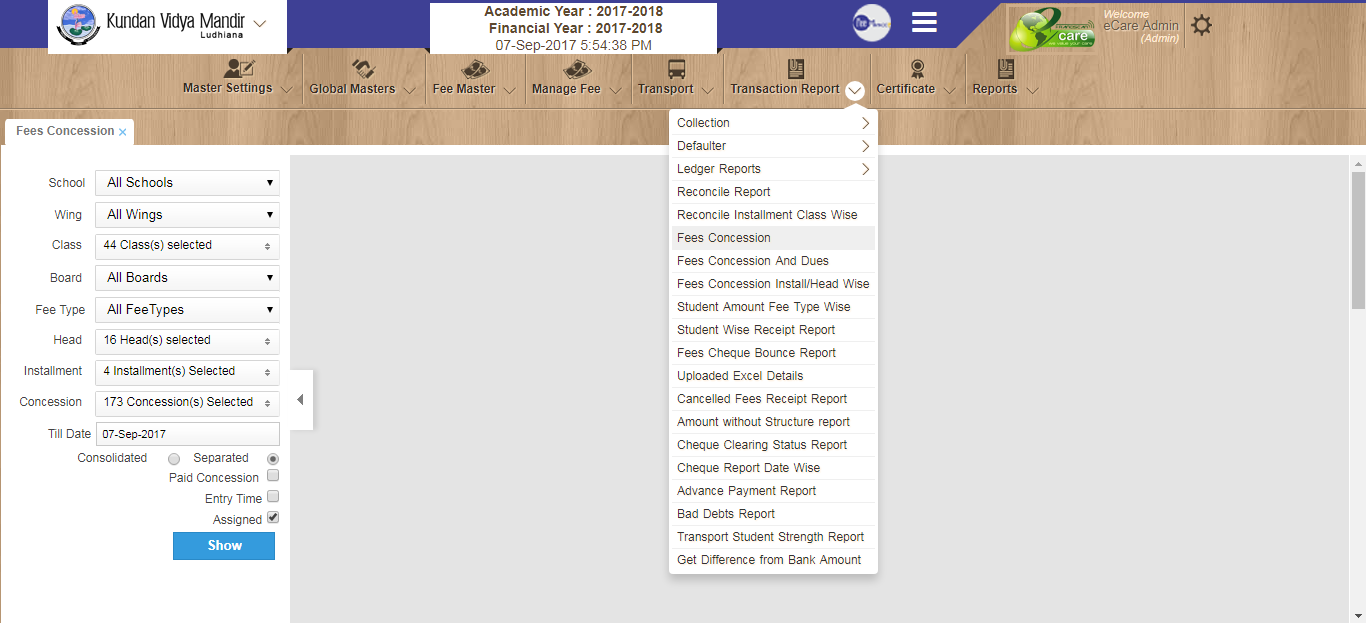 Kundan Vidya Mandir
Ludhiana
Academic Year : 2017-2018
Financial Year : 2017-2018
07-Sep-2017 5:54:38 PM
care
Welcome
eCare Admin
(Admin)
Master Settings
Global Masters
Fee Master
Manage Fee
Transport
Transaction Report
Certificate
Reports
Fees Concession ×
School All Schools
Wing All Wings
Class 44 Class(s) selected
Board All Boards
Fee Type All FeeTypes
Head 16 Head(s) selected
Installment 4 Installment(s) Selected
Concession 173 Concession(s) Selected
Till Date 07-Sep-2017
Consolidated Separated
Paid Concession
Entry Time
Assigned
Show
Collection
Defaulter
Ledger Reports
Reconcile Report
Reconcile Installment Class Wise
Fees Concession
Fees Concession And Dues
Fees Concession Install/Head Wise
Student Amount Fee Type Wise
Student Wise Receipt Report
Fees Cheque Bounce Report
Uploaded Excel Details
Cancelled Fees Receipt Report
Amount without Structure report
Cheque Clearing Status Report
Cheque Report Date Wise
Advance Payment Report
Bad Debts Report
Transport Student Strength Report
Get Difference from Bank Amount